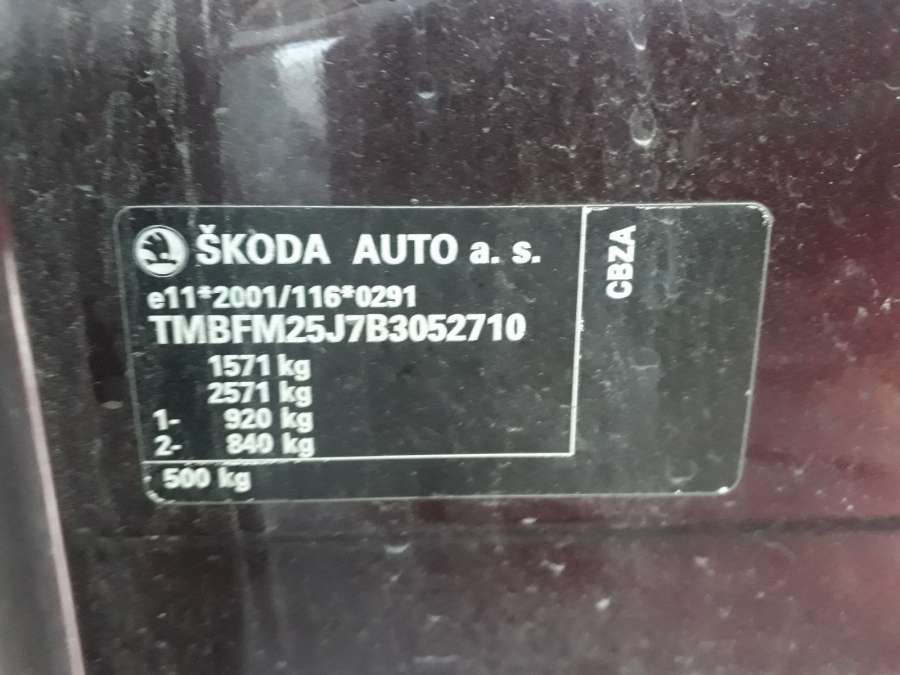 ŠKODA AUTO a. s.
e11*2001/116*0291
TMBFM25J7B3052710
1571 kg
2571 kg
1- 920 kg
2- 840 kg
500 kg
CBZA